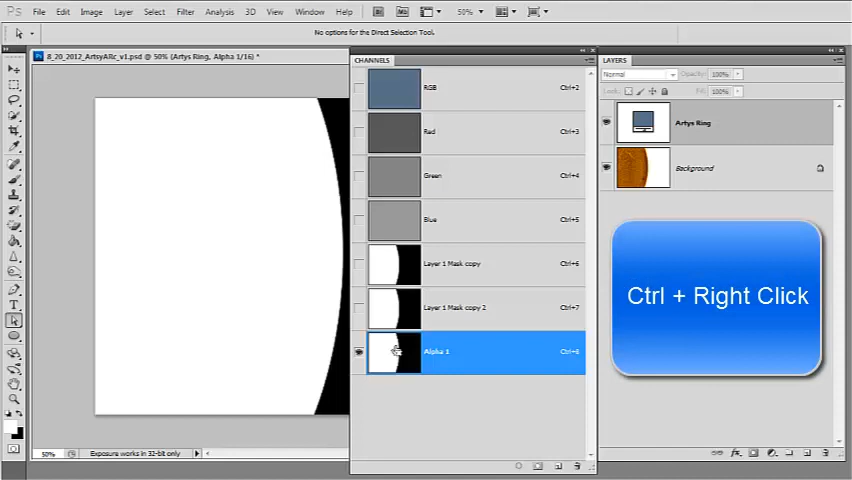 Ps File Edit Image Layer Select Filter Analysis 3D View Window Help 50%
No options for the Direct Selection Tool.
8_20_2012_ArtsyARc_v1.psd @ 50% (Artys Ring, Alpha 1/16) *
CHANNELS
RGB Ctrl+2
Red Ctrl+3
Green Ctrl+4
Blue Ctrl+5
Layer 1 Mask copy Ctrl+6
Layer 1 Mask copy 2 Ctrl+7
Alpha 1 Ctrl+8
LAYERS
Normal Opacity: 100%
Lock: Fill: 100%
Artys Ring
Background
Ctrl + Right Click
50% Exposure works in 32-bit only